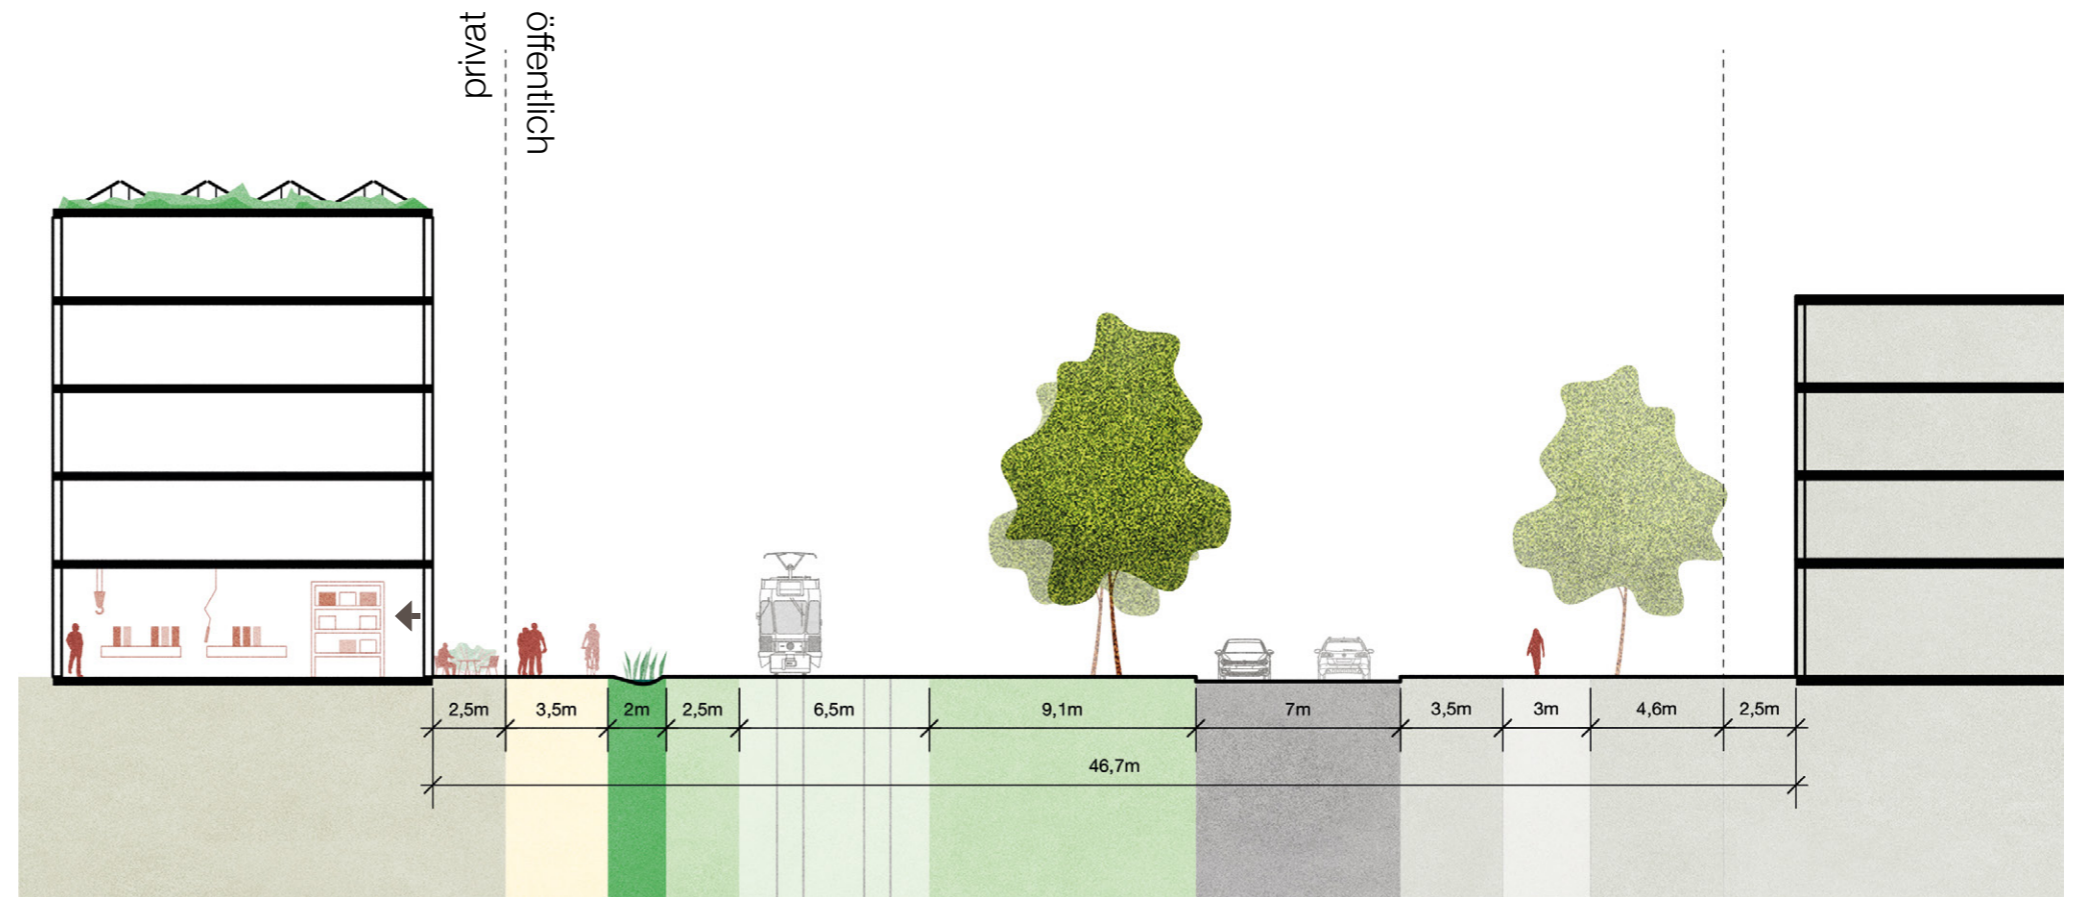 privat
öffentlich
2,5m
3,5m
2m
2,5m
6,5m
9,1m
7m
3,5m
3m
4,6m
2,5m
46,7m